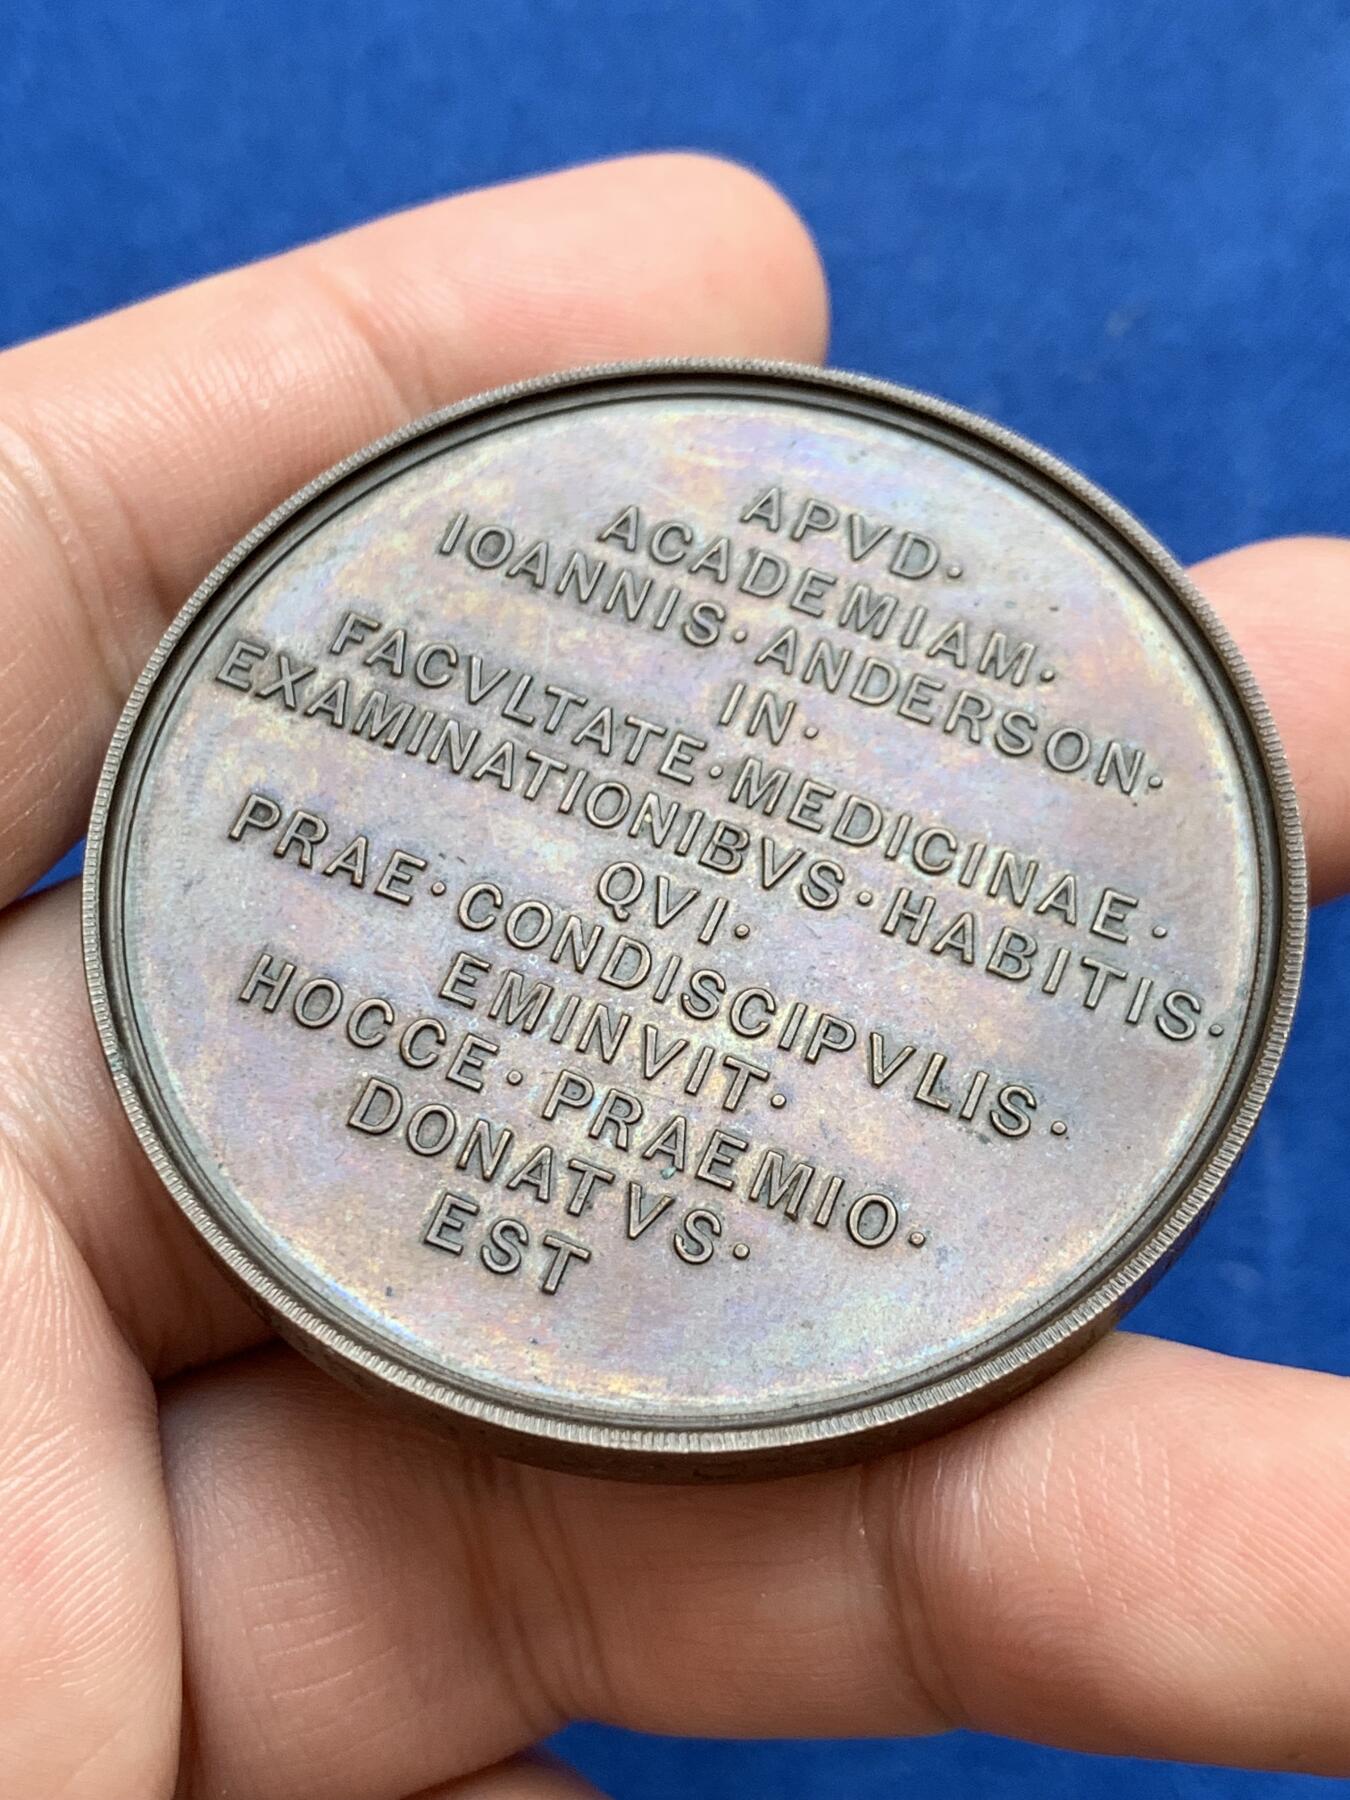 APVD·
ACADEMIAM·
IOANNIS·ANDERSON·
IN·
FACVLTATE·MEDICINAE·
EXAMINATIONIBVS·HABITIS·
QVI·
PRAE·CONDISCIPVLIS·
EMINVIT·
HOCCE·PRAEMIO·
DONATVS·
EST